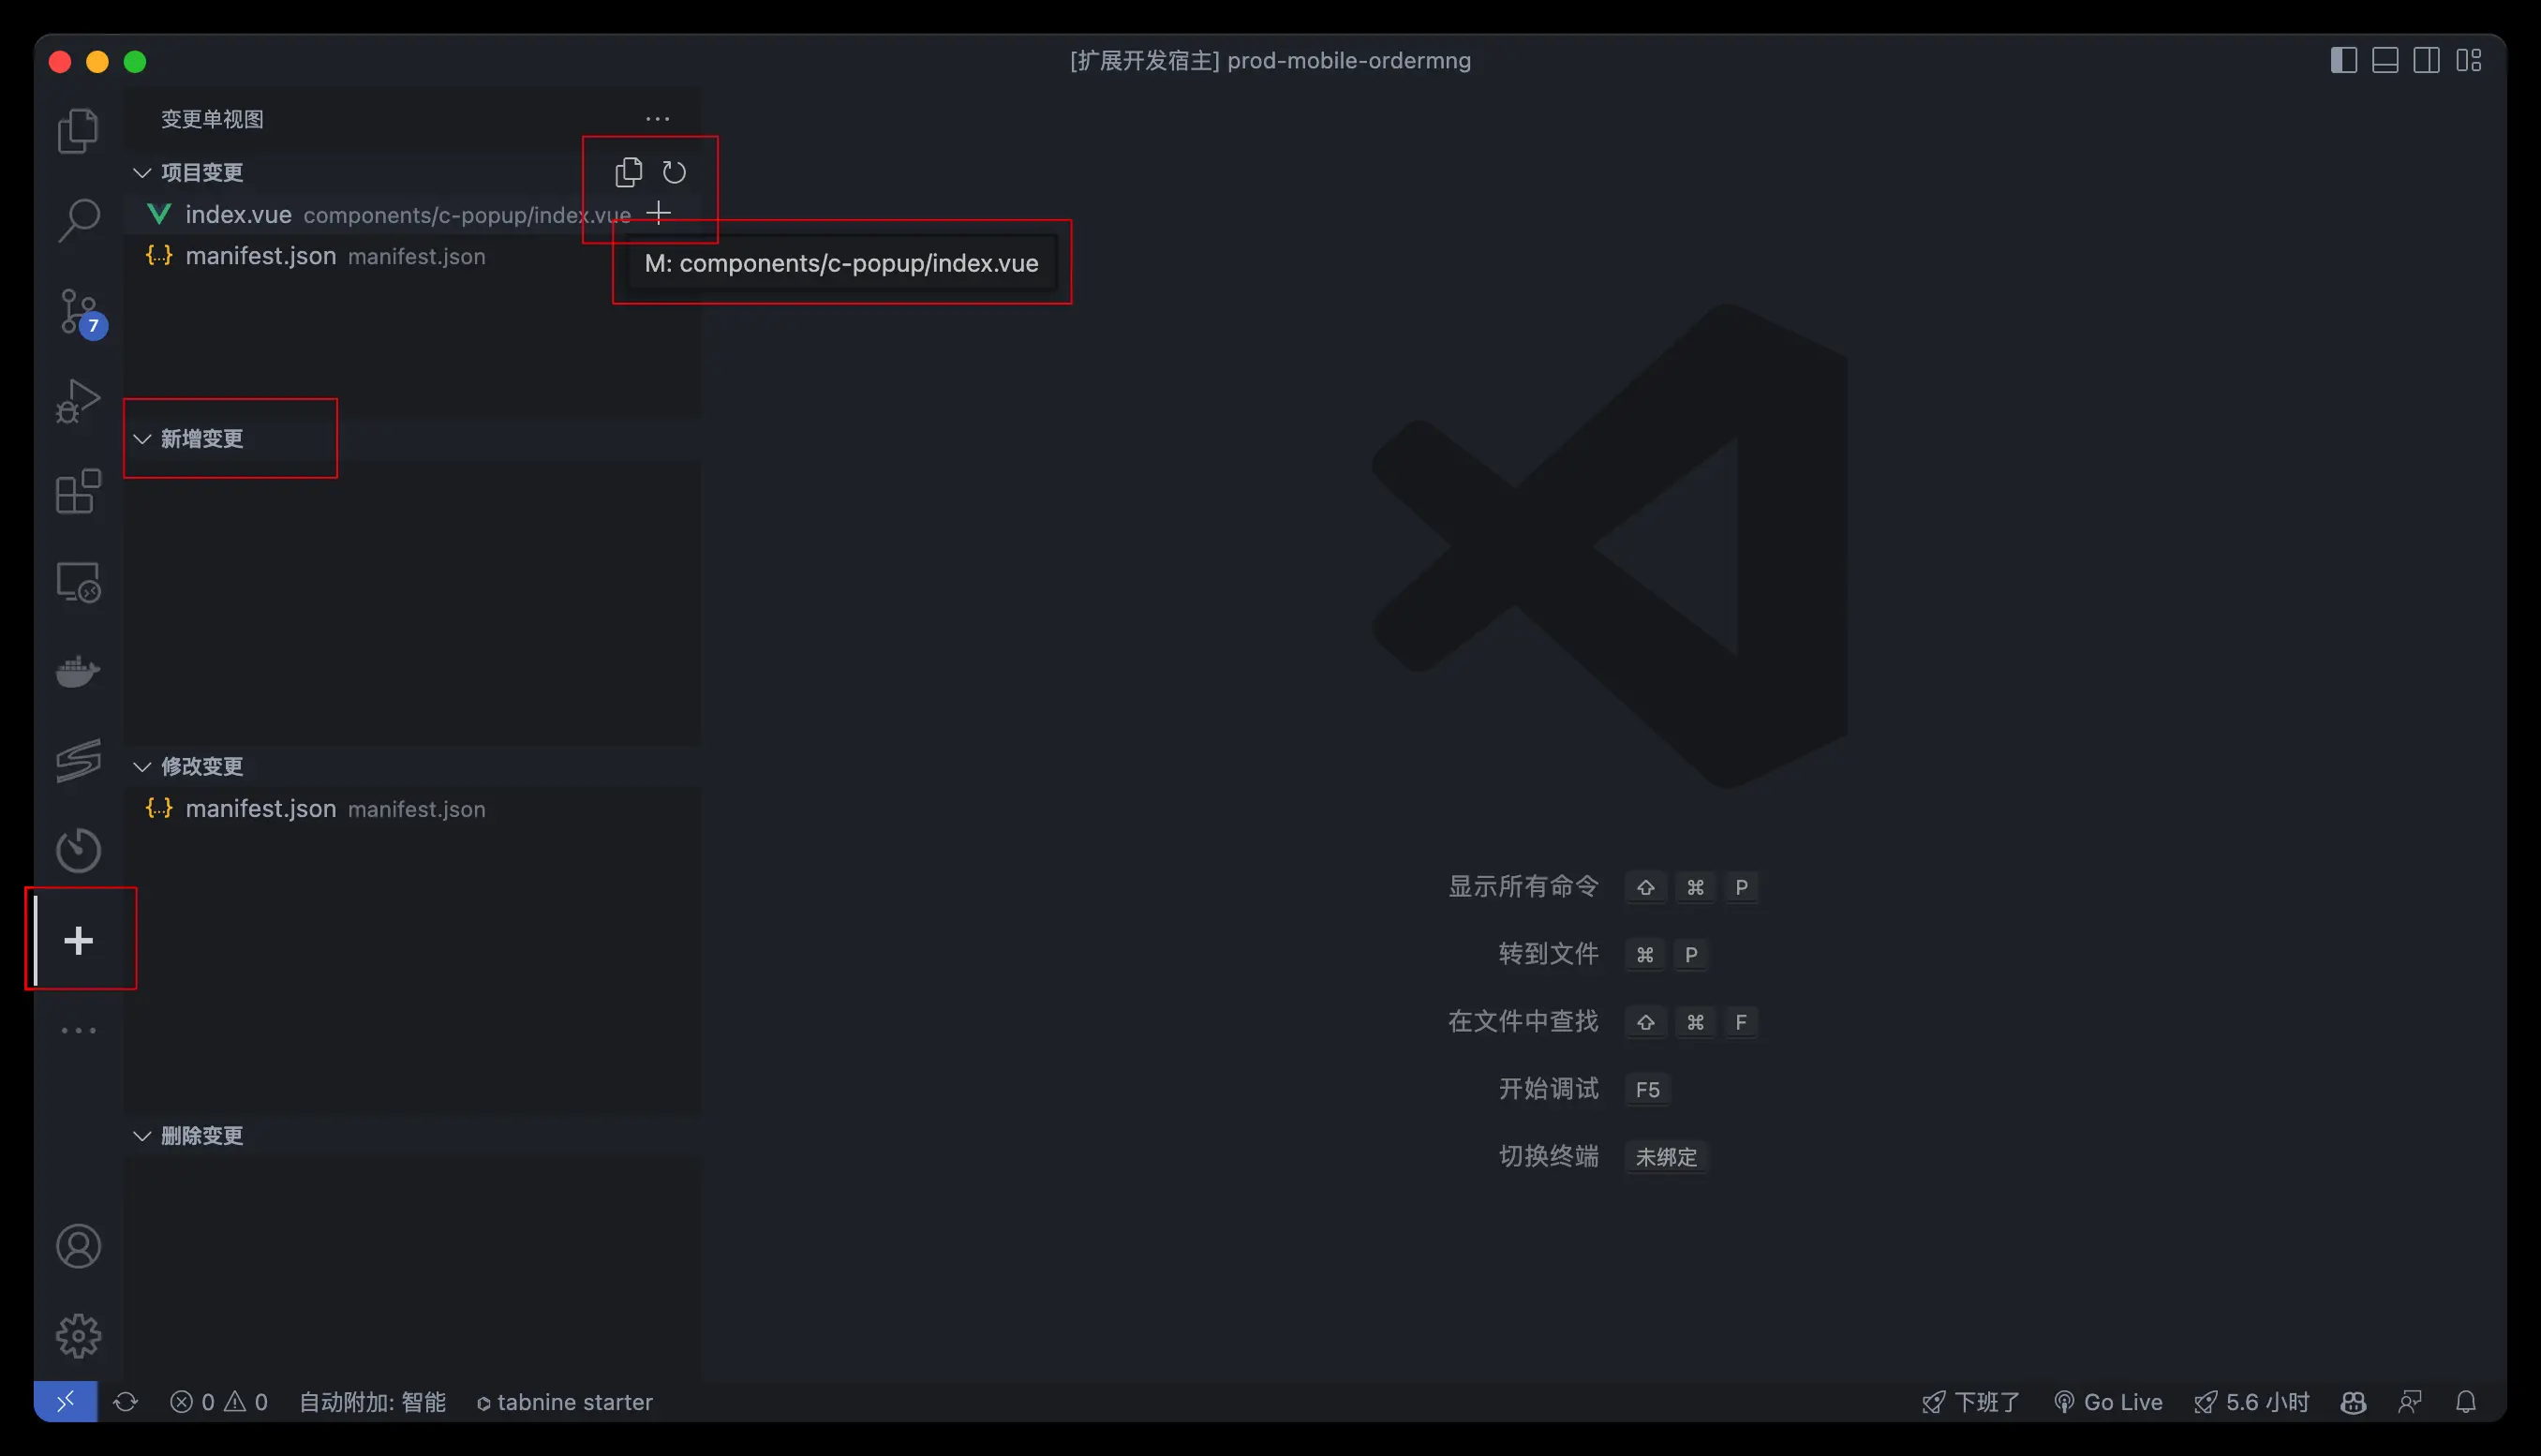 [扩展开发宿主] prod-mobile-ordermng
变更单视图
项目变更
index.vue components/c-popup/index.vue
manifest.json manifest.json
M: components/c-popup/index.vue
7
新增变更
修改变更
manifest.json manifest.json
删除变更
显示所有命令 ⇧ ⌘ P
转到文件 ⌘ P
在文件中查找 ⇧ ⌘ F
开始调试 F5
切换终端 未绑定
0 0 自动附加: 智能 tabnine starter 下班了 Go Live 5.6 小时